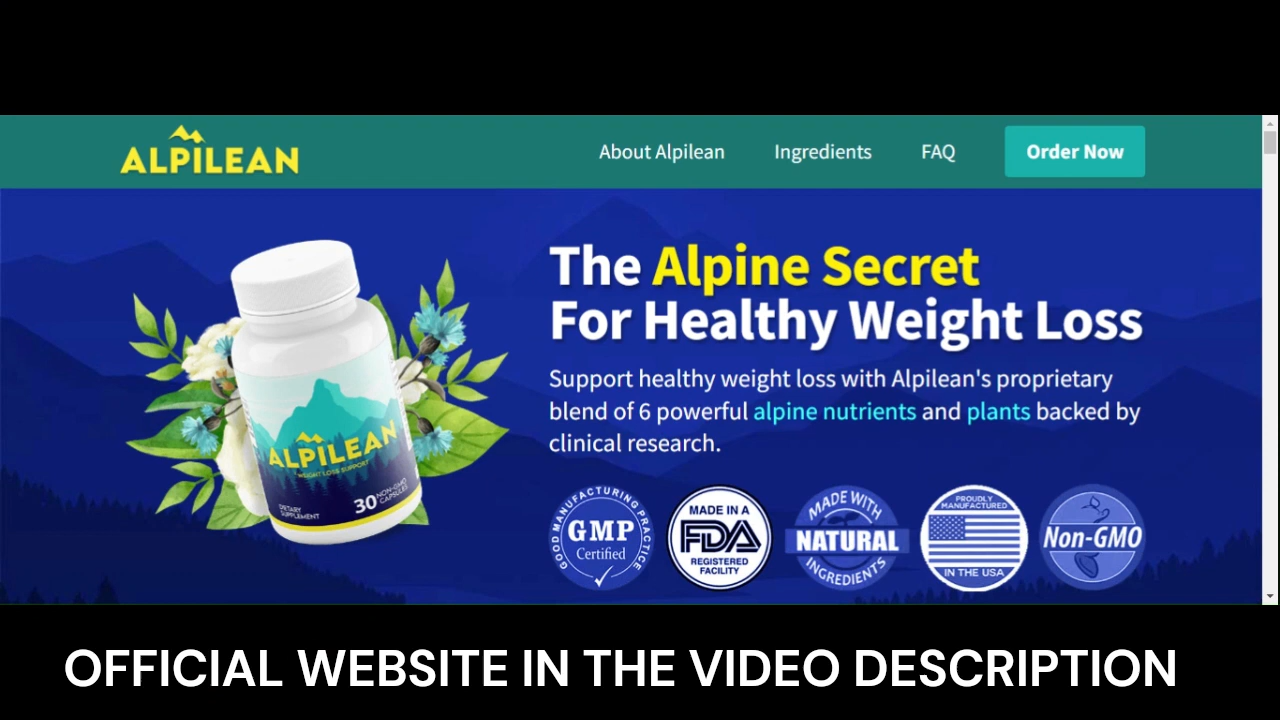 ALPILEAN
About Alpilean
Ingredients
FAQ
Order Now
The Alpine Secret
For Healthy Weight Loss
Support healthy weight loss with Alpilean's proprietary
blend of 6 powerful alpine nutrients and plants backed by
clinical research.
ALPILEAN
WEIGHT LOSS SUPPORT
DIETARY
SUPPLEMENT
30 NON-GMO
CAPSULES
GOOD MANUFACTURING PRACTICE
GMP
Certified
MADE IN A
FDA
REGISTERED
FACILITY
MADE WITH
NATURAL
INGREDIENTS
PROUDLY
MANUFACTURED
IN THE USA
Non-GMO
OFFICIAL WEBSITE IN THE VIDEO DESCRIPTION